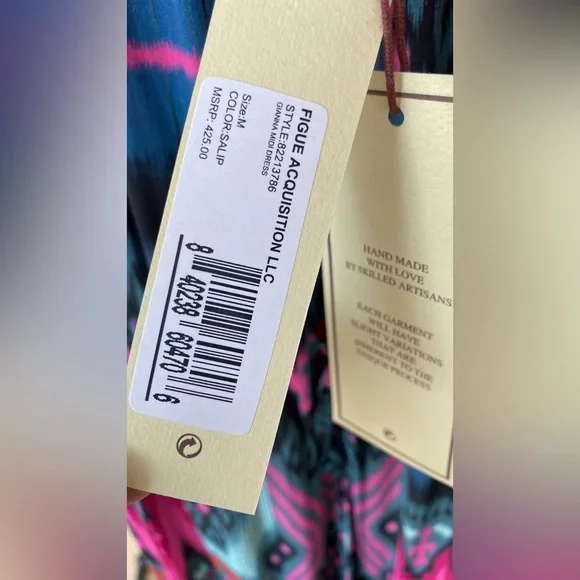 FIGUE ACQUISITION LLC
STYLE:82213786
GIANNA MIDI DRESS
Size:M
COLOR:SALIP
MSRP: 425.00
8 40238 60470 6
HAND MADE
WITH LOVE
BY SKILLED ARTISANS
EACH GARMENT
WILL HAVE
SLIGHT VARIATIONS
THAT ARE
INHERENT TO THE
UNIQUE PROCESS